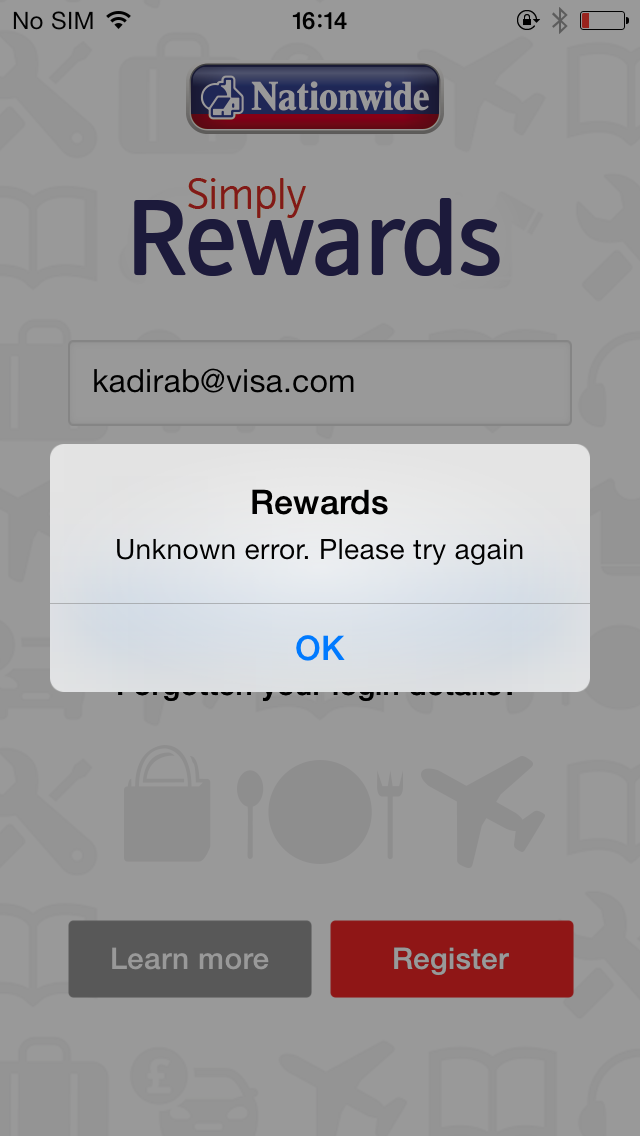 No SIM 16:14
Nationwide
Simply
Rewards
kadirab@visa.com
Rewards
Unknown error. Please try again
OK
Forgotten your login details?
£
Learn more Register